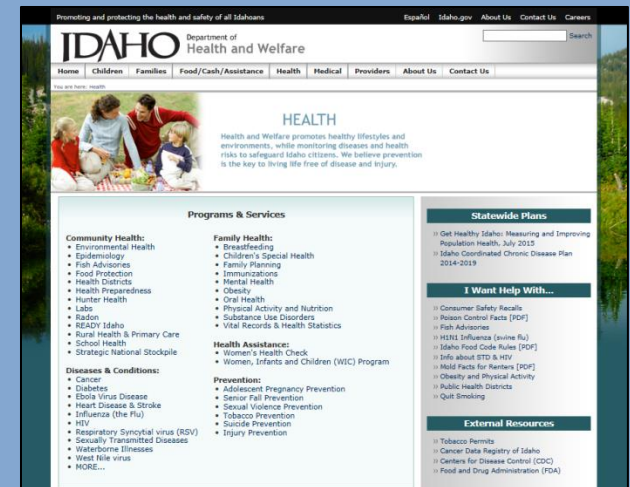 Promoting and protecting the health and safety of all Idahoans
Español Idaho.gov About Us Contact Us Careers
IDAHO Department of
Health and Welfare
Search
Home Children Families Food/Cash/Assistance Health Medical Providers About Us Contact Us
You are here: Health
HEALTH
Health and Welfare promotes healthy lifestyles and
environments, while monitoring diseases and health
risks to safeguard Idaho citizens. We believe prevention
is the key to living life free of disease and injury.
Programs & Services
Community Health:
• Environmental Health
• Epidemiology
• Fish Advisories
• Food Protection
• Health Districts
• Health Preparedness
• Hunter Health
• Labs
• Radon
• READY Idaho
• Rural Health & Primary Care
• School Health
• Strategic National Stockpile
Diseases & Conditions:
• Cancer
• Diabetes
• Ebola Virus Disease
• Heart Disease & Stroke
• Influenza (the Flu)
• HIV
• Respiratory Syncytial virus (RSV)
• Sexually Transmitted Diseases
• Waterborne Illnesses
• West Nile virus
• MORE...
Family Health:
• Breastfeeding
• Children's Special Health
• Family Planning
• Immunizations
• Mental Health
• Obesity
• Oral Health
• Physical Activity and Nutrition
• Substance Use Disorders
• Vital Records & Health Statistics
Health Assistance:
• Women's Health Check
• Women, Infants and Children (WIC) Program
Prevention:
• Adolescent Pregnancy Prevention
• Senior Fall Prevention
• Sexual Violence Prevention
• Tobacco Prevention
• Suicide Prevention
• Injury Prevention
Statewide Plans
» Get Healthy Idaho: Measuring and Improving
Population Health, July 2015
» Idaho Coordinated Chronic Disease Plan
2014-2019
I Want Help With...
» Consumer Safety Recalls
» Poison Control Facts [PDF]
» Fish Advisories
» H1N1 Influenza (swine flu)
» Idaho Food Code Rules [PDF]
» Info about STD & HIV
» Mold Facts for Renters [PDF]
» Obesity and Physical Activity
» Public Health Districts
» Quit Smoking
External Resources
» Tobacco Permits
» Cancer Data Registry of Idaho
» Centers for Disease Control (CDC)
» Food and Drug Administration (FDA)